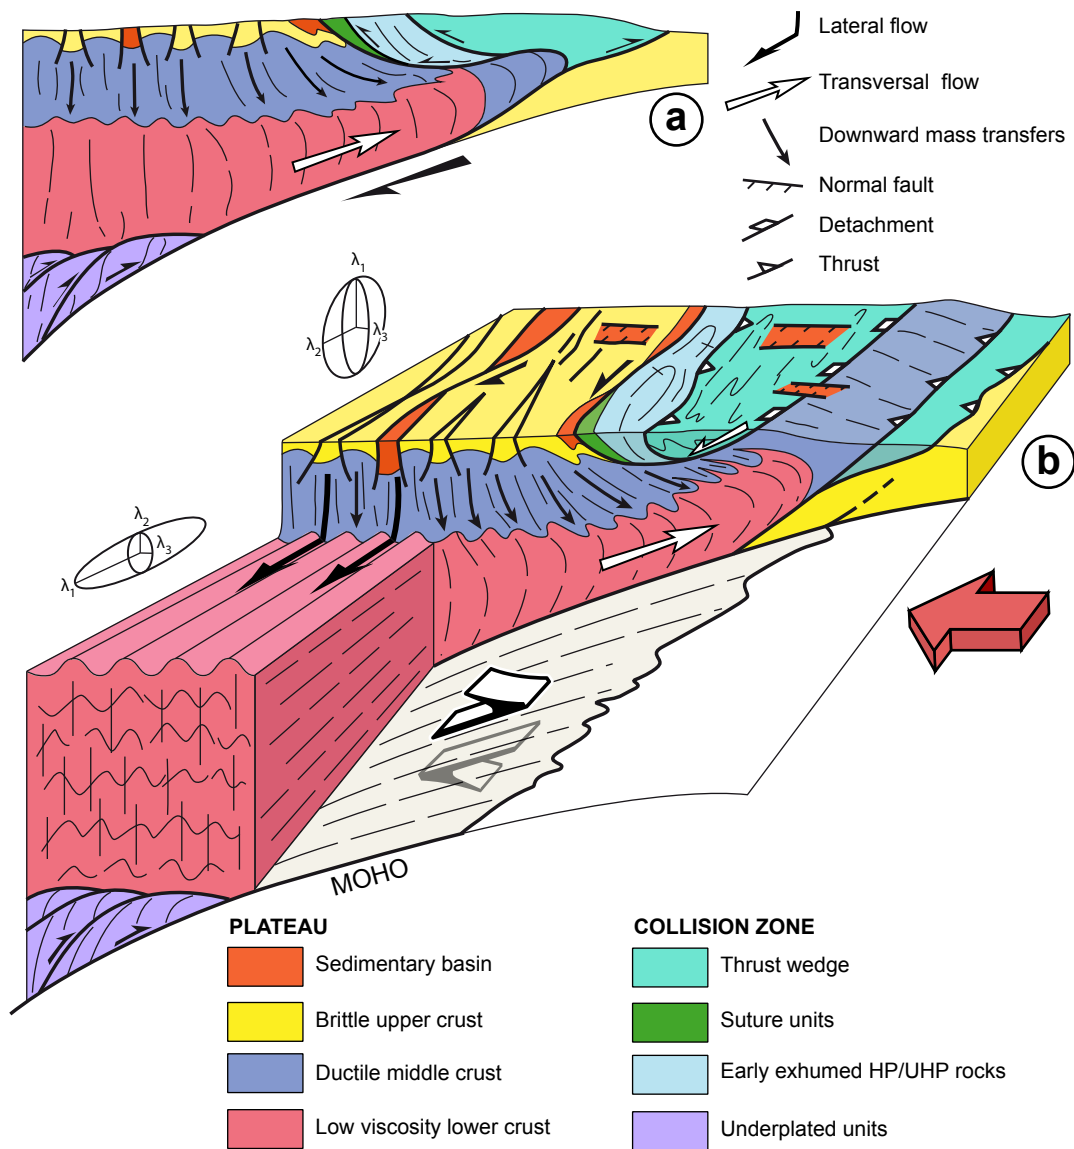 a
Lateral flow
Transversal flow
Downward mass transfers
Normal fault
Detachment
Thrust
λ1
λ2
λ3
b
λ2
λ3
λ1
MOHO
PLATEAU
Sedimentary basin
Brittle upper crust
Ductile middle crust
Low viscosity lower crust
COLLISION ZONE
Thrust wedge
Suture units
Early exhumed HP/UHP rocks
Underplated units